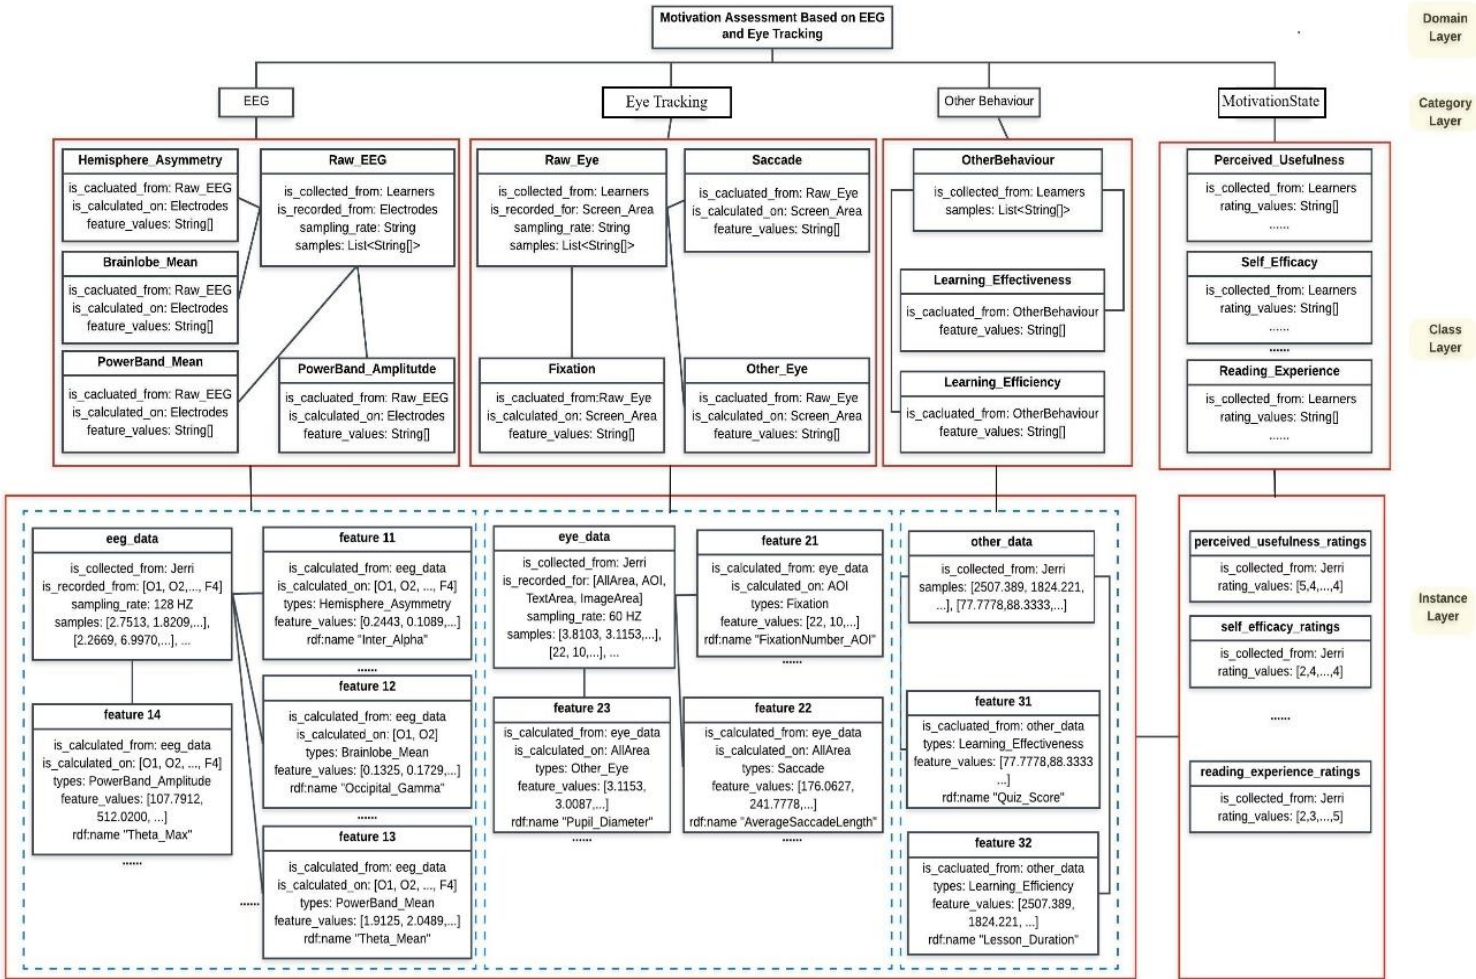 Motivation Assessment Based on EEG
and Eye Tracking
Domain
Layer
EEG
Eye Tracking
Other Behaviour
MotivationState
Category
Layer
Hemisphere_Asymmetry
is_cacluated_from: Raw_EEG
is_calculated_on: Electrodes
feature_values: String[]
Raw_EEG
is_collected_from: Learners
is_recorded_from: Electrodes
sampling_rate: String
samples: List<String[]>
Brainlobe_Mean
is_cacluated_from: Raw_EEG
is_calculated_on: Electrodes
feature_values: String[]
PowerBand_Mean
is_cacluated_from: Raw_EEG
is_calculated_on: Electrodes
feature_values: String[]
PowerBand_Amplitutde
is_cacluated_from: Raw_EEG
is_calculated_on: Electrodes
feature_values: String[]
Raw_Eye
is_collected_from: Learners
is_recorded_for: Screen_Area
sampling_rate: String
samples: List<String[]>
Saccade
is_cacluated_from: Raw_Eye
is_calculated_on: Screen_Area
feature_values: String[]
Fixation
is_cacluated_from:Raw_Eye
is_calculated_on: Screen_Area
feature_values: String[]
Other_Eye
is_cacluated_from: Raw_Eye
is_calculated_on: Screen_Area
feature_values: String[]
OtherBehaviour
is_collected_from: Learners
samples: List<String[]>
Learning_Effectiveness
is_cacluated_from: OtherBehaviour
feature_values: String[]
Learning_Efficiency
is_cacluated_from: OtherBehaviour
feature_values: String[]
Perceived_Usefulness
is_collected_from: Learners
rating_values: String[]
......
Self_Efficacy
is_collected_from: Learners
rating_values: String[]
......
......
Reading_Experience
is_collected_from: Learners
rating_values: String[]
......
Class
Layer
eeg_data
is_collected_from: Jerri
is_recorded_from: [O1, O2,..., F4]
sampling_rate: 128 HZ
samples: [2.7513, 1.8209,...],
[2.2669, 6.9970,...], ...
feature 14
is_calculated_from: eeg_data
is_calculated_on: [O1, O2, ..., F4]
types: PowerBand_Amplitude
feature_values: [107.7912,
512.0200, ...]
rdf:name "Theta_Max"
......
feature 11
is_calculated_from: eeg_data
is_calculated_on: [O1, O2, ..., F4]
types: Hemisphere_Asymmetry
feature_values: [0.2443, 0.1089,...]
rdf:name "Inter_Alpha"
......
feature 12
is_calculated_from: eeg_data
is_calculated_on: [O1, O2]
types: Brainlobe_Mean
feature_values: [0.1325, 0.1729,...]
rdf:name "Occipital_Gamma"
......
feature 13
is_calculated_from: eeg_data
is_calculated_on: [O1, O2, ..., F4]
types: PowerBand_Mean
feature_values: [1.9125, 2.0489,...]
rdf:name "Theta_Mean"
......
eye_data
is_collected_from: Jerri
is_recorded_for: [AllArea, AOI,
TextArea, ImageArea]
sampling_rate: 60 HZ
samples: [3.8103, 3.1153,...],
[22, 10,...], ...
feature 21
is_calculated_from: eye_data
is_calculated_on: AOI
types: Fixation
feature_values: [22, 10,...]
rdf:name "FixationNumber_AOI"
......
feature 23
is_calculated_from: eye_data
is_calculated_on: AllArea
types: Other_Eye
feature_values: [3.1153,
3.0087,...]
rdf:name "Pupil_Diameter"
......
feature 22
is_calculated_from: eye_data
is_calculated_on: AllArea
types: Saccade
feature_values: [176.0627,
241.7778,...]
rdf:name "AverageSaccadeLength"
......
other_data
is_collected_from: Jerri
samples: [2507.389, 1824.221,
...], [77.7778,88.3333,...]
feature 31
is_cacluated_from: other_data
types: Learning_Effectiveness
feature_values: [77.7778,88.3333
...]
rdf:name "Quiz_Score"
feature 32
is_cacluated_from: other_data
types: Learning_Efficiency
feature_values: [2507.389,
1824.221, ...]
rdf:name "Lesson_Duration"
perceived_usefulness_ratings
is_collected_from: Jerri
rating_values: [5,4,...,4]
self_efficacy_ratings
is_collected_from: Jerri
rating_values: [2,4,...,4]
......
reading_experience_ratings
is_collected_from: Jerri
rating_values: [2,3,...,5]
Instance
Layer